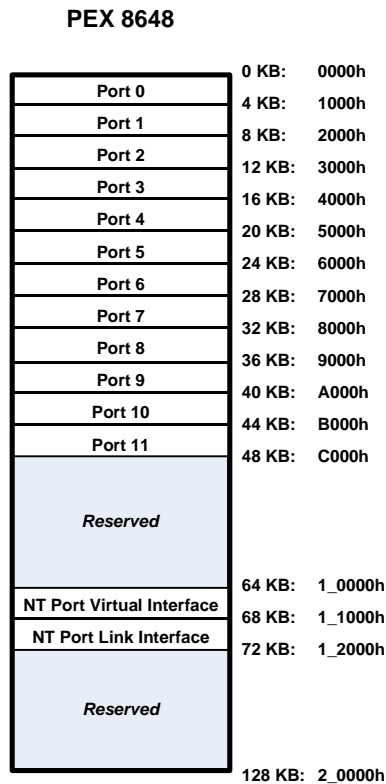 PEX 8648
0 KB: 0000h
Port 0
4 KB: 1000h
Port 1
8 KB: 2000h
Port 2
12 KB: 3000h
Port 3
16 KB: 4000h
Port 4
20 KB: 5000h
Port 5
24 KB: 6000h
Port 6
28 KB: 7000h
Port 7
32 KB: 8000h
Port 8
36 KB: 9000h
Port 9
40 KB: A000h
Port 10
44 KB: B000h
Port 11
48 KB: C000h
Reserved
64 KB: 1_0000h
NT Port Virtual Interface
68 KB: 1_1000h
NT Port Link Interface
72 KB: 1_2000h
Reserved
128 KB: 2_0000h